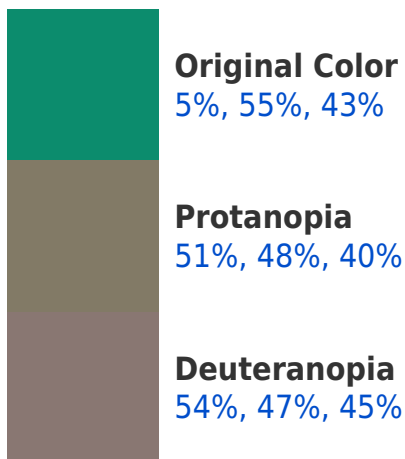 Original Color
5%, 55%, 43%
Protanopia
51%, 48%, 40%
Deuteranopia
54%, 47%, 45%